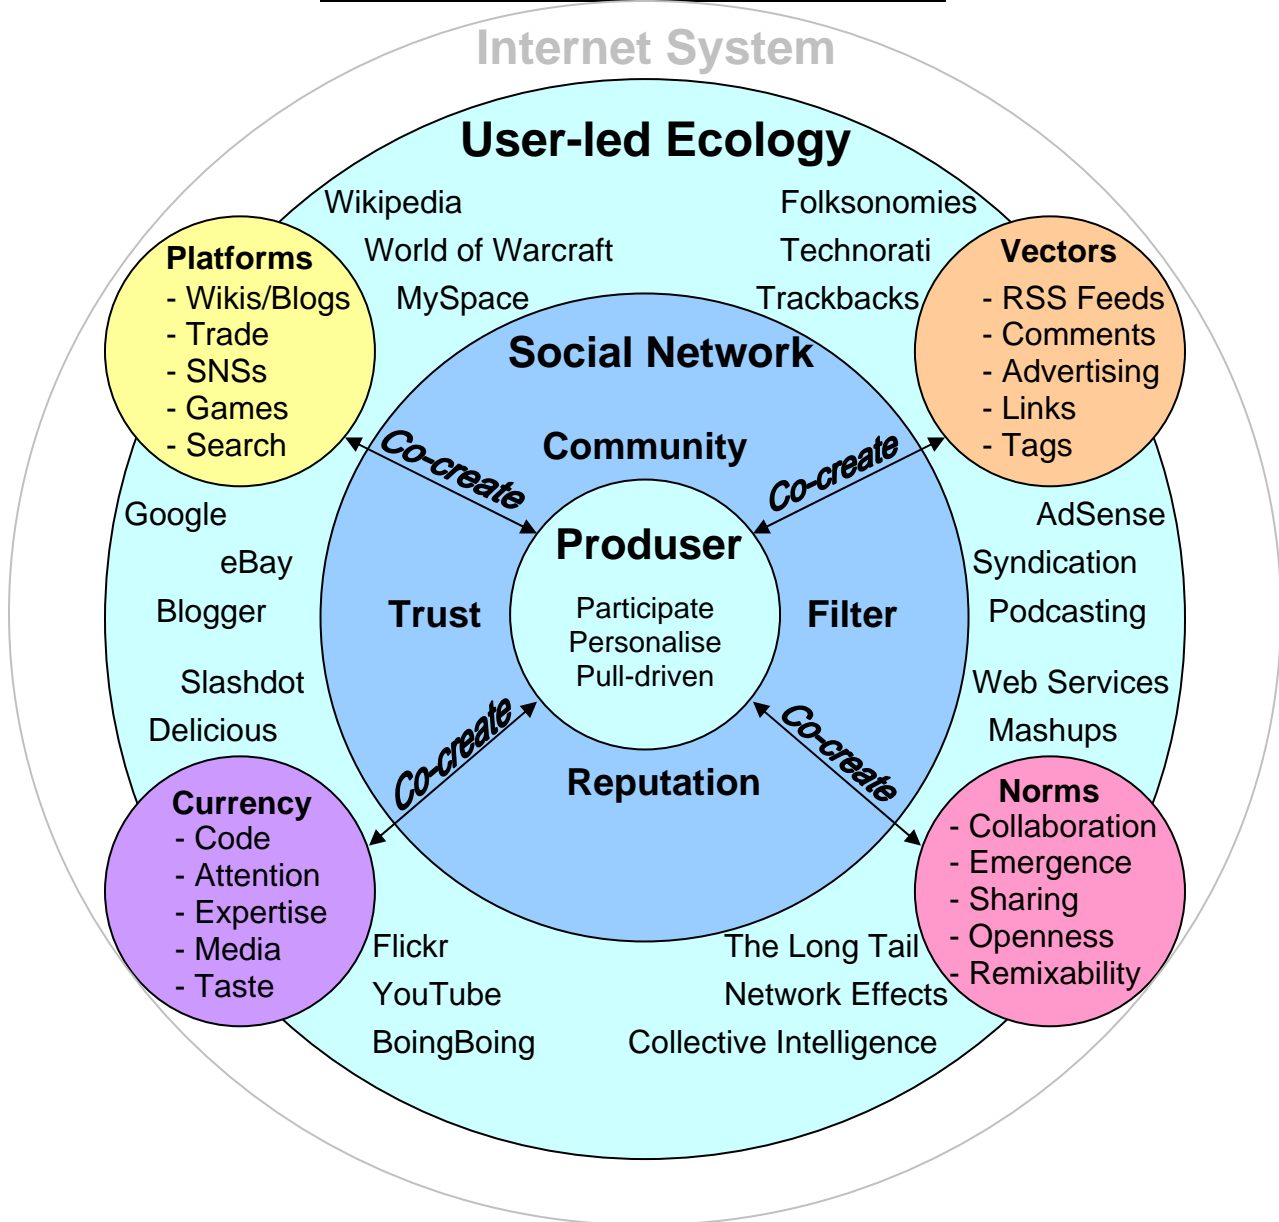 Internet System
User-led Ecology
Wikipedia
World of Warcraft
MySpace
Folksonomies
Technorati
Trackbacks
Platforms
- Wikis/Blogs
- Trade
- SNSs
- Games
- Search
Vectors
- RSS Feeds
- Comments
- Advertising
- Links
- Tags
Social Network
Community
Co-create
Co-create
Google
eBay
Blogger
Slashdot
Delicious
Trust
Produser
Participate
Personalise
Pull-driven
Filter
AdSense
Syndication
Podcasting
Web Services
Mashups
Co-create
Co-create
Reputation
Currency
- Code
- Attention
- Expertise
- Media
- Taste
Norms
- Collaboration
- Emergence
- Sharing
- Openness
- Remixability
Flickr
YouTube
BoingBoing
The Long Tail
Network Effects
Collective Intelligence